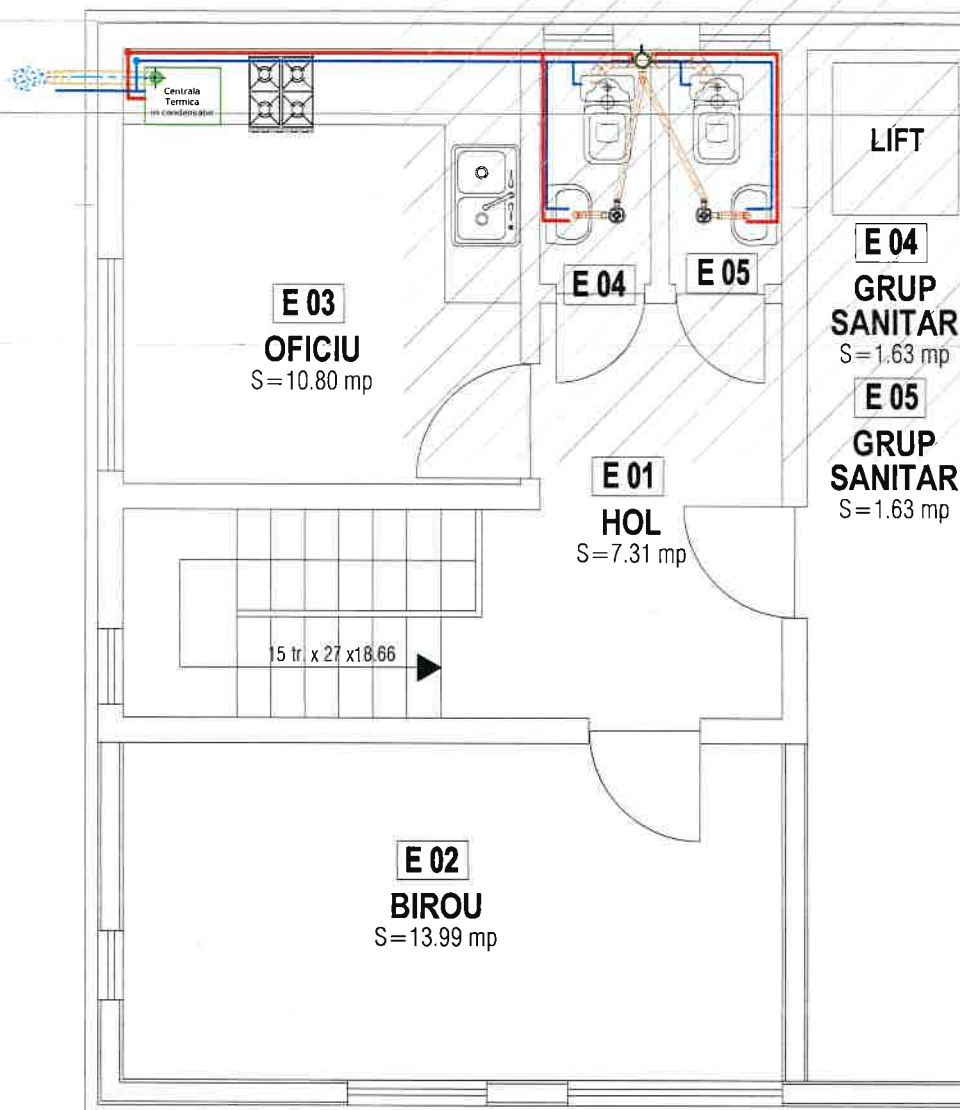 Centrala
Termica
in condensatie
LIFT
E 04
GRUP
SANITAR
S=1.63 mp
E 05
GRUP
SANITAR
S=1.63 mp
E 04
E 05
E 03
OFICIU
S=10.80 mp
E 01
HOL
S=7.31 mp
15 tr. x 27 x18.66
E 02
BIROU
S=13.99 mp